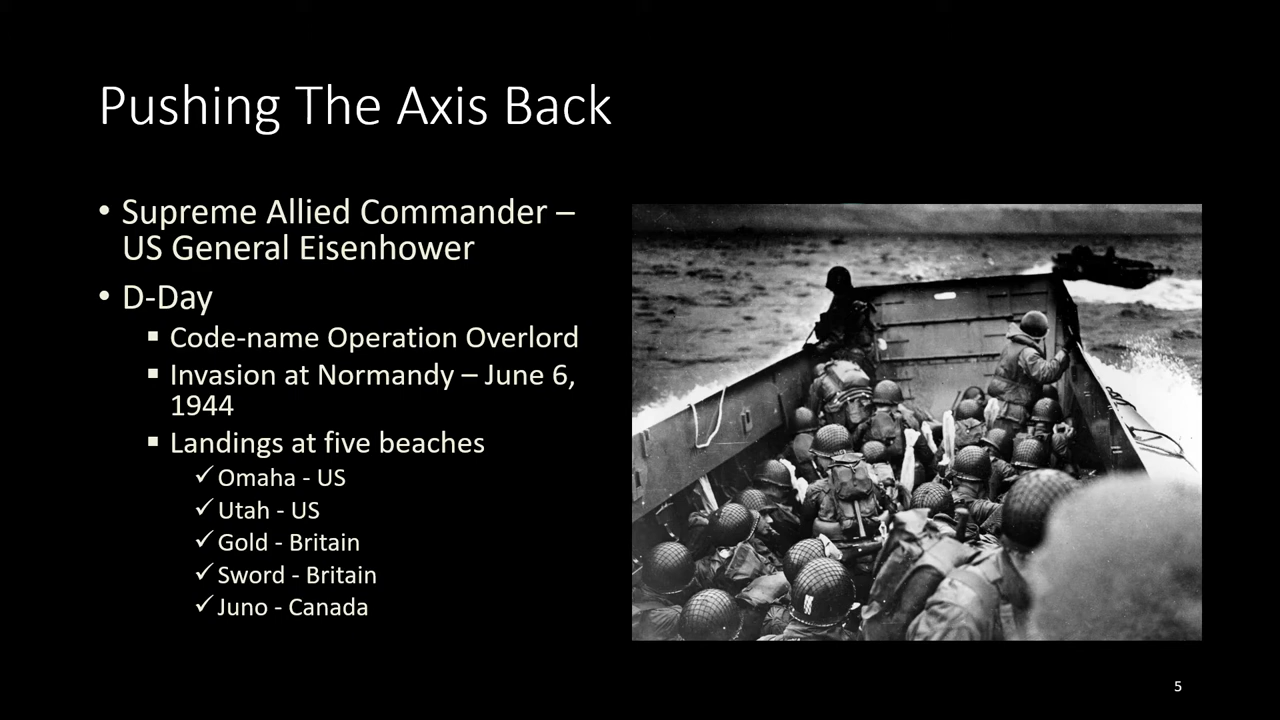 Pushing The Axis Back
• Supreme Allied Commander –
US General Eisenhower
• D-Day
▪ Code-name Operation Overlord
▪ Invasion at Normandy – June 6,
1944
▪ Landings at five beaches
✓ Omaha - US
✓ Utah - US
✓ Gold - Britain
✓ Sword - Britain
✓ Juno - Canada
5